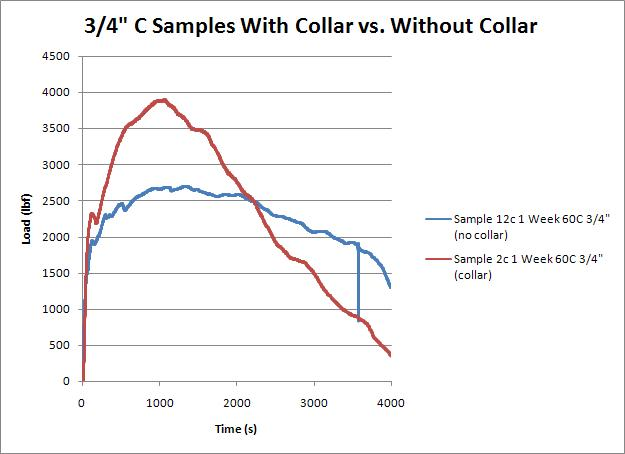 3/4" C Samples With Collar vs. Without Collar
4500
4000
3500
3000
2500
2000
1500
1000
500
0
Load (lbf)
0 1000 2000 3000 4000
Time (s)
Sample 12c 1 Week 60C 3/4"
(no collar)
Sample 2c 1 Week 60C 3/4"
(collar)